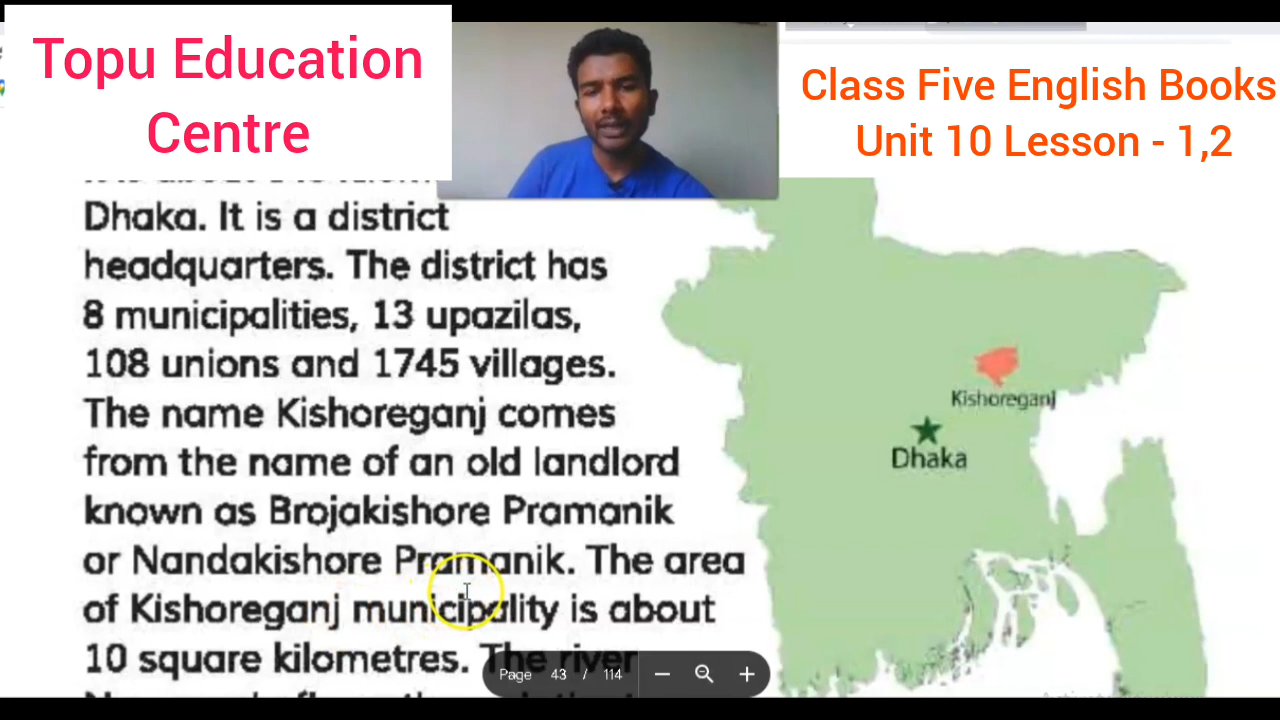 Topu Education
Centre
Class Five English Books
Unit 10 Lesson - 1,2
Dhaka. It is a district
headquarters. The district has
8 municipalities, 13 upazilas,
108 unions and 1745 villages.
The name Kishoreganj comes
from the name of an old landlord
known as Brojakishore Pramanik
or Nandakishore Pramanik. The area
of Kishoreganj municipality is about
10 square kilometres. The river
Kishoreganj
Dhaka
Page 43 / 114